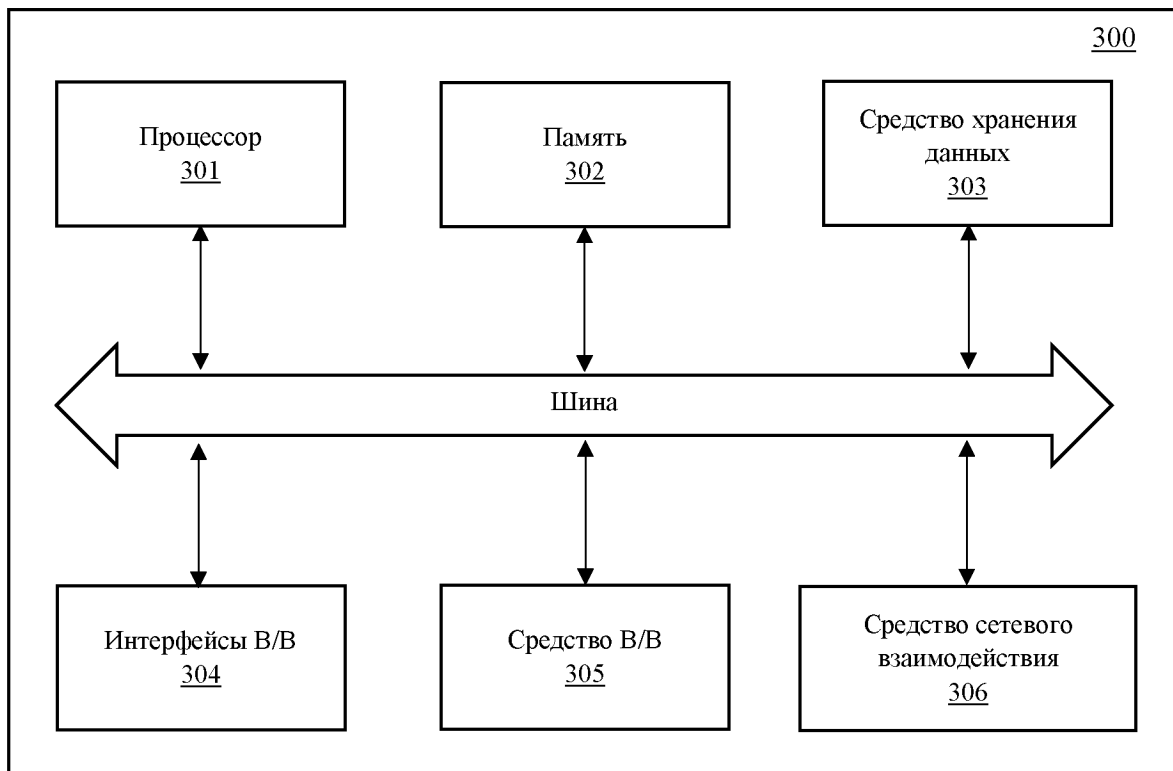 300
Процессор
301
Память
302
Средство хранения
данных
303
Шина
Интерфейсы В/В
304
Средство В/В
305
Средство сетевого
взаимодействия
306